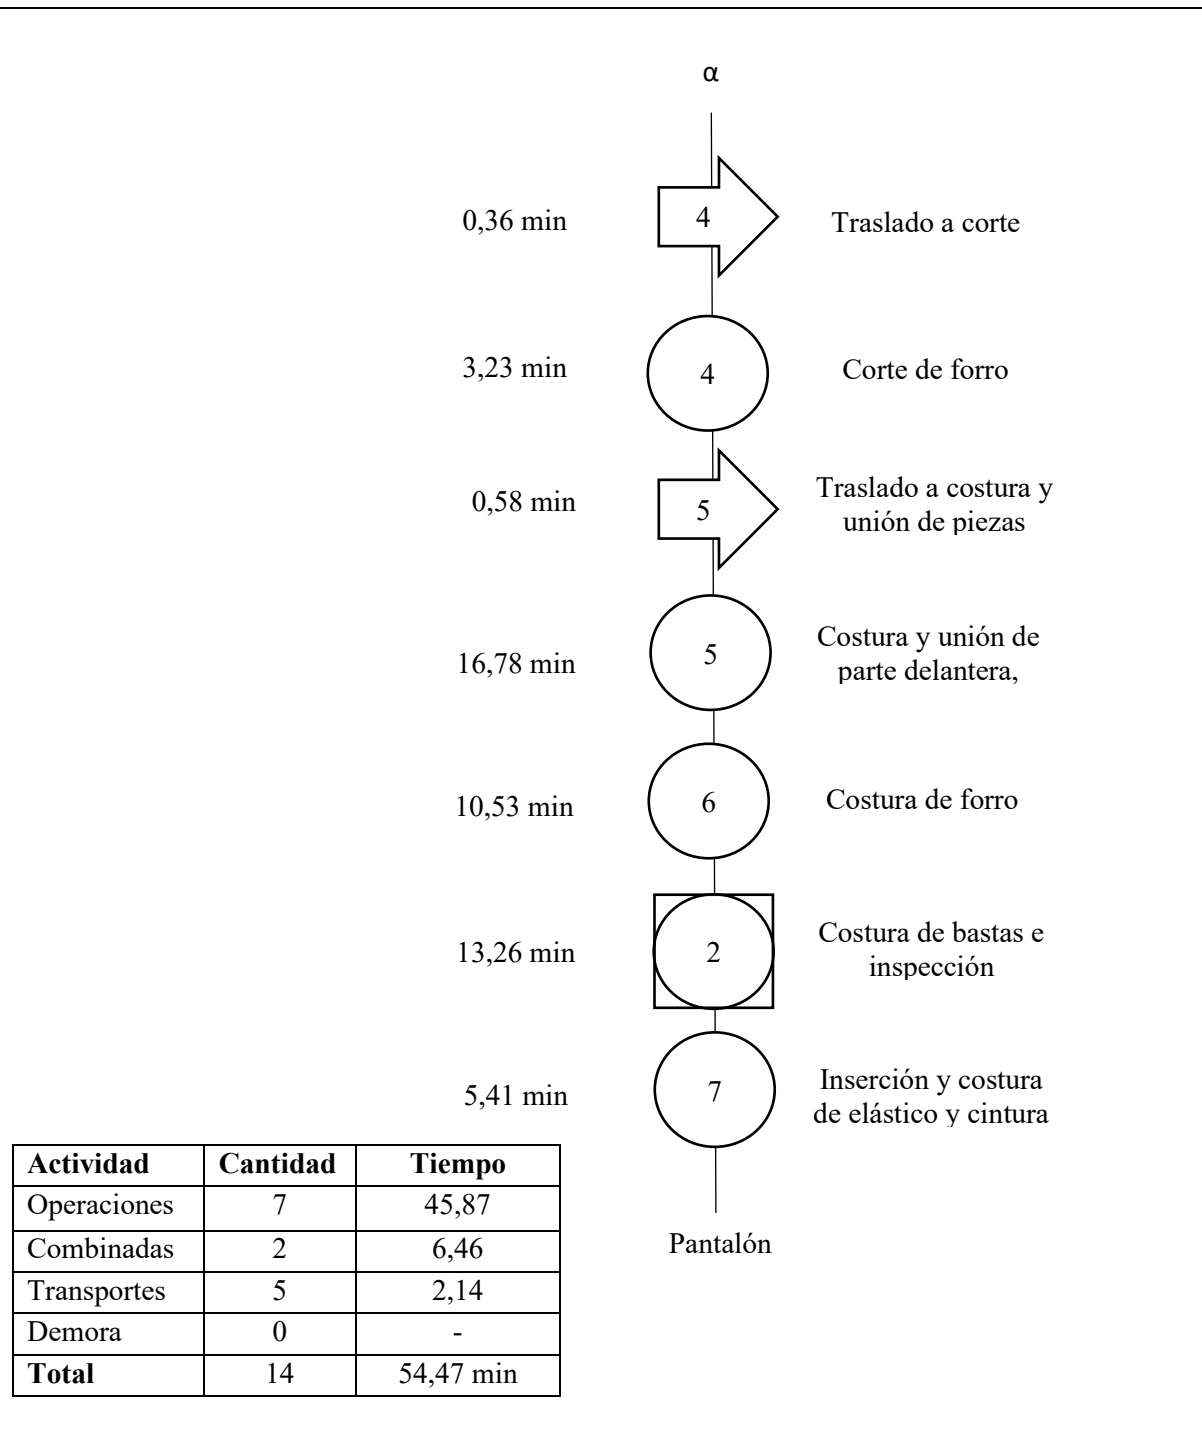 α
0,36 min
4
Traslado a corte
3,23 min
4
Corte de forro
0,58 min
5
Traslado a costura y
unión de piezas
16,78 min
5
Costura y unión de
parte delantera,
10,53 min
6
Costura de forro
13,26 min
2
Costura de bastas e
inspección
5,41 min
7
Inserción y costura
de elástico y cintura
Pantalón
Actividad Cantidad Tiempo
Operaciones 7 45,87
Combinadas 2 6,46
Transportes 5 2,14
Demora 0 -
Total 14 54,47 min